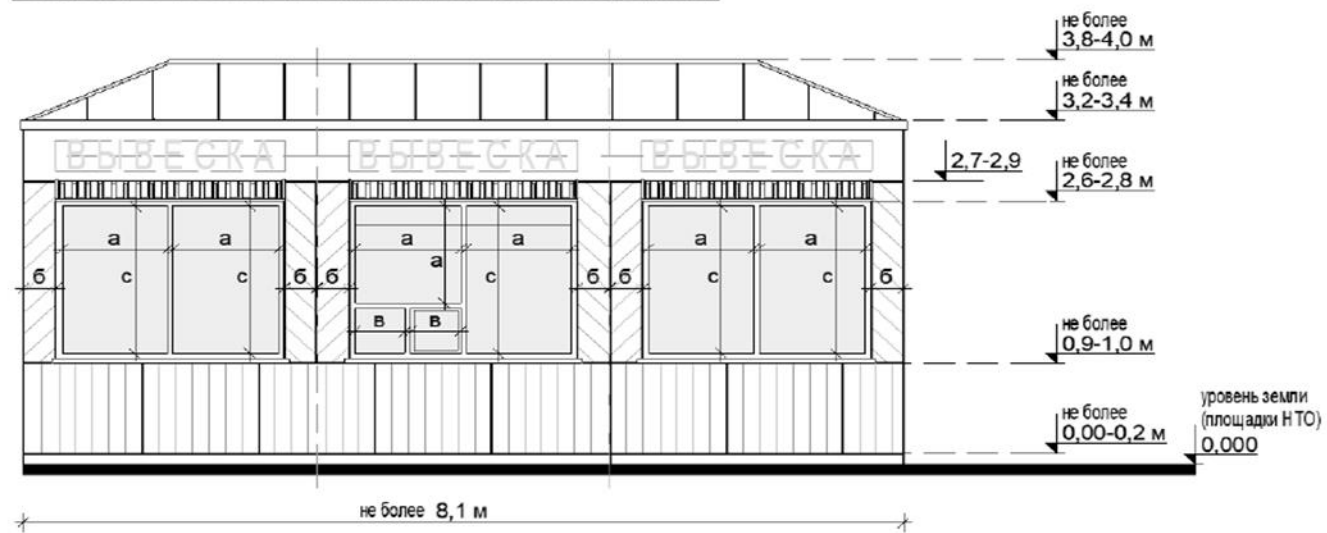 не более
3,8-4,0 м
не более
3,2-3,4 м
ВЫВЕСКА ВЫВЕСКА ВЫВЕСКА
2,7-2,9
не более
2,6-2,8 м
а а а а а а
а
б б б б б б
с с с с с
в в
не более
0,9-1,0 м
не более
0,00-0,2 м
уровень земли
(площадки НТО)
0,000
не более 8,1 м